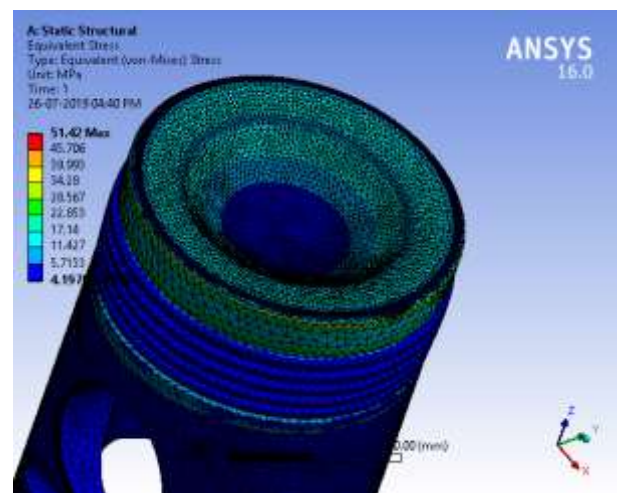 A: Static Structural
Equivalent Stress
Type: Equivalent (von-Mises) Stress
Unit: MPa
Time: 1
26-07-2019 04:40 PM
51.42 Max
45.706
39.993
34.28
28.567
22.853
17.14
11.427
5.7133
ANSYS
16.0
0.00 (mm)
Z
Y
X